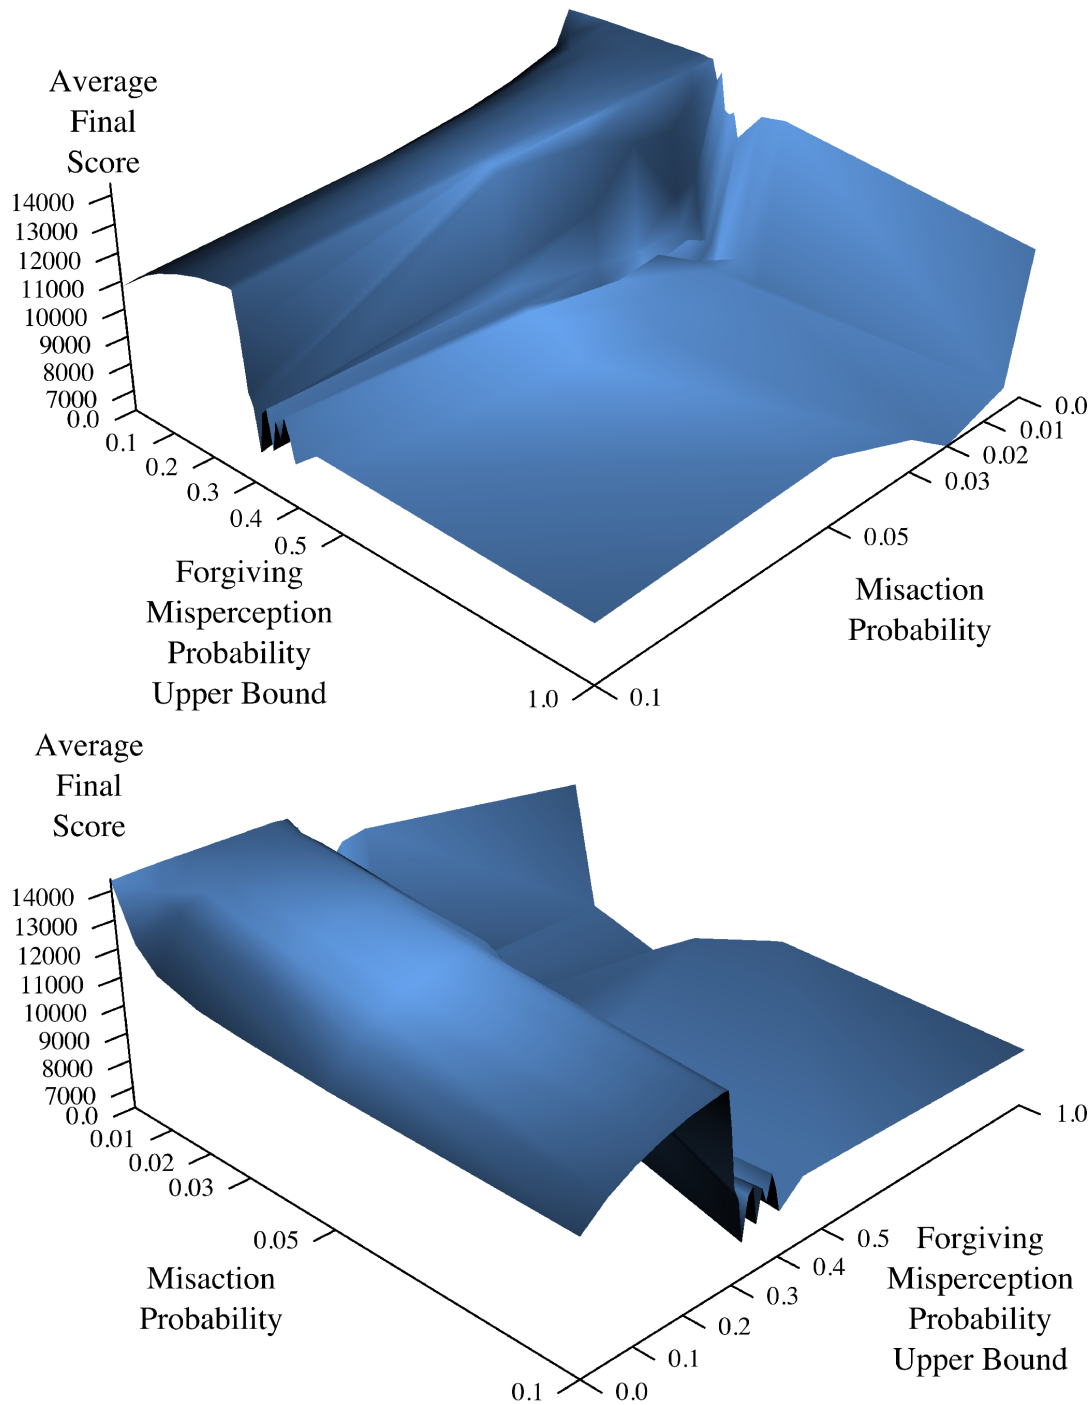 Average
Final
Score
14000
13000
12000
11000
10000
9000
8000
7000
0.0
0.1
0.2
0.3
0.4
0.5
1.0
Forgiving
Misperception
Probability
Upper Bound
0.0
0.01
0.02
0.03
0.05
0.1
Misaction
Probability
Average
Final
Score
14000
13000
12000
11000
10000
9000
8000
7000
0.0
0.01
0.02
0.03
0.05
0.1
Misaction
Probability
1.0
0.5
0.4
0.3
0.2
0.1
0.0
Forgiving
Misperception
Probability
Upper Bound